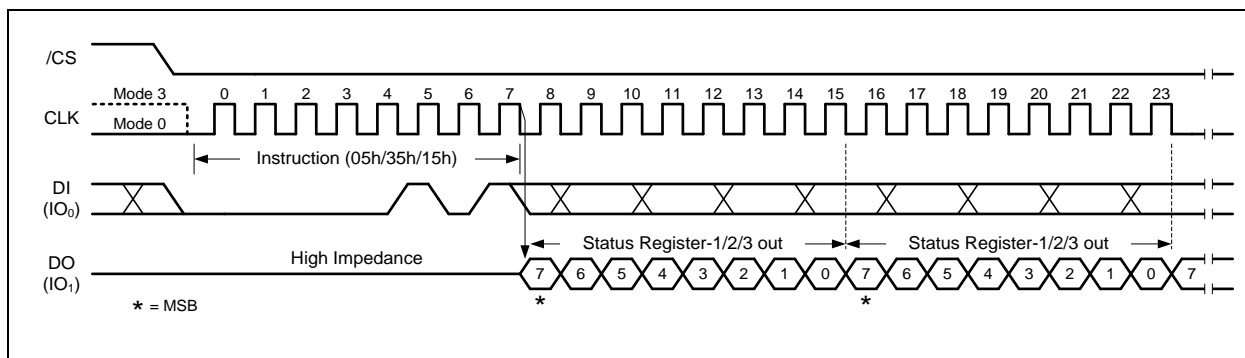 /CS
Mode 3
0 1 2 3 4 5 6 7 8 9 10 11 12 13 14 15 16 17 18 19 20 21 22 23
CLK
Mode 0
Instruction (05h/35h/15h)
DI
(IO0)
Status Register-1/2/3 out Status Register-1/2/3 out
High Impedance
DO
(IO1)
7 6 5 4 3 2 1 0 7 6 5 4 3 2 1 0 7
* *
* = MSB